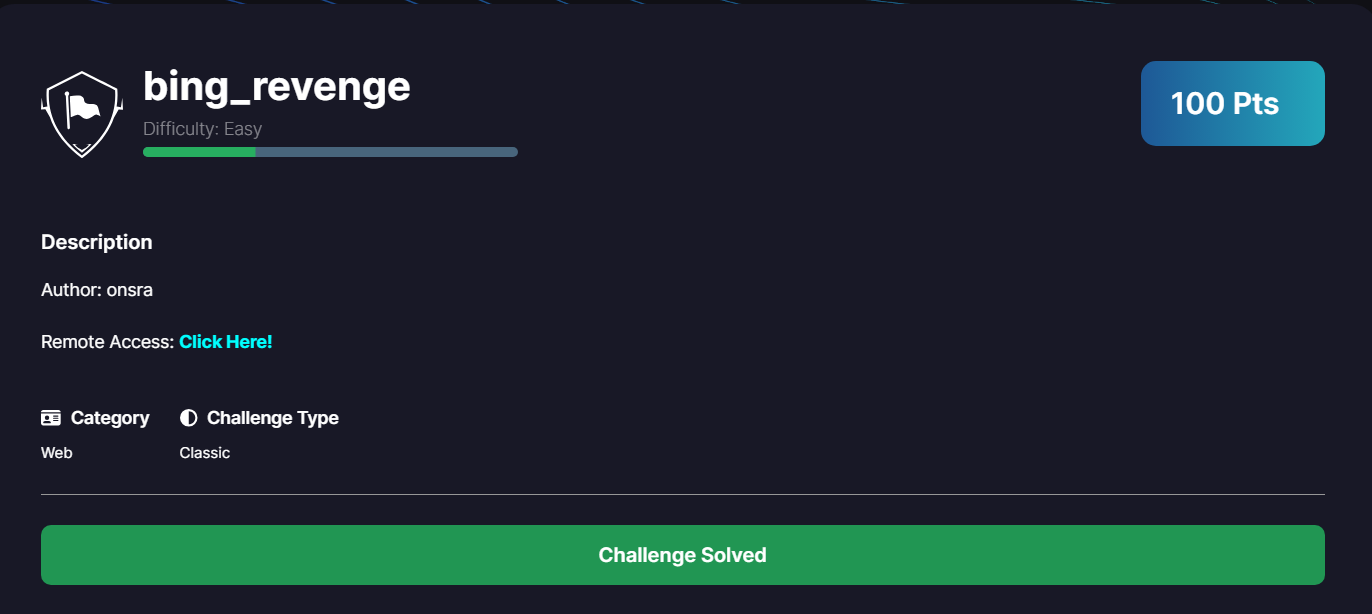 bing_revenge
Difficulty: Easy
100 Pts
Description
Author: onsra
Remote Access: Click Here!
Category Challenge Type
Web Classic
Challenge Solved